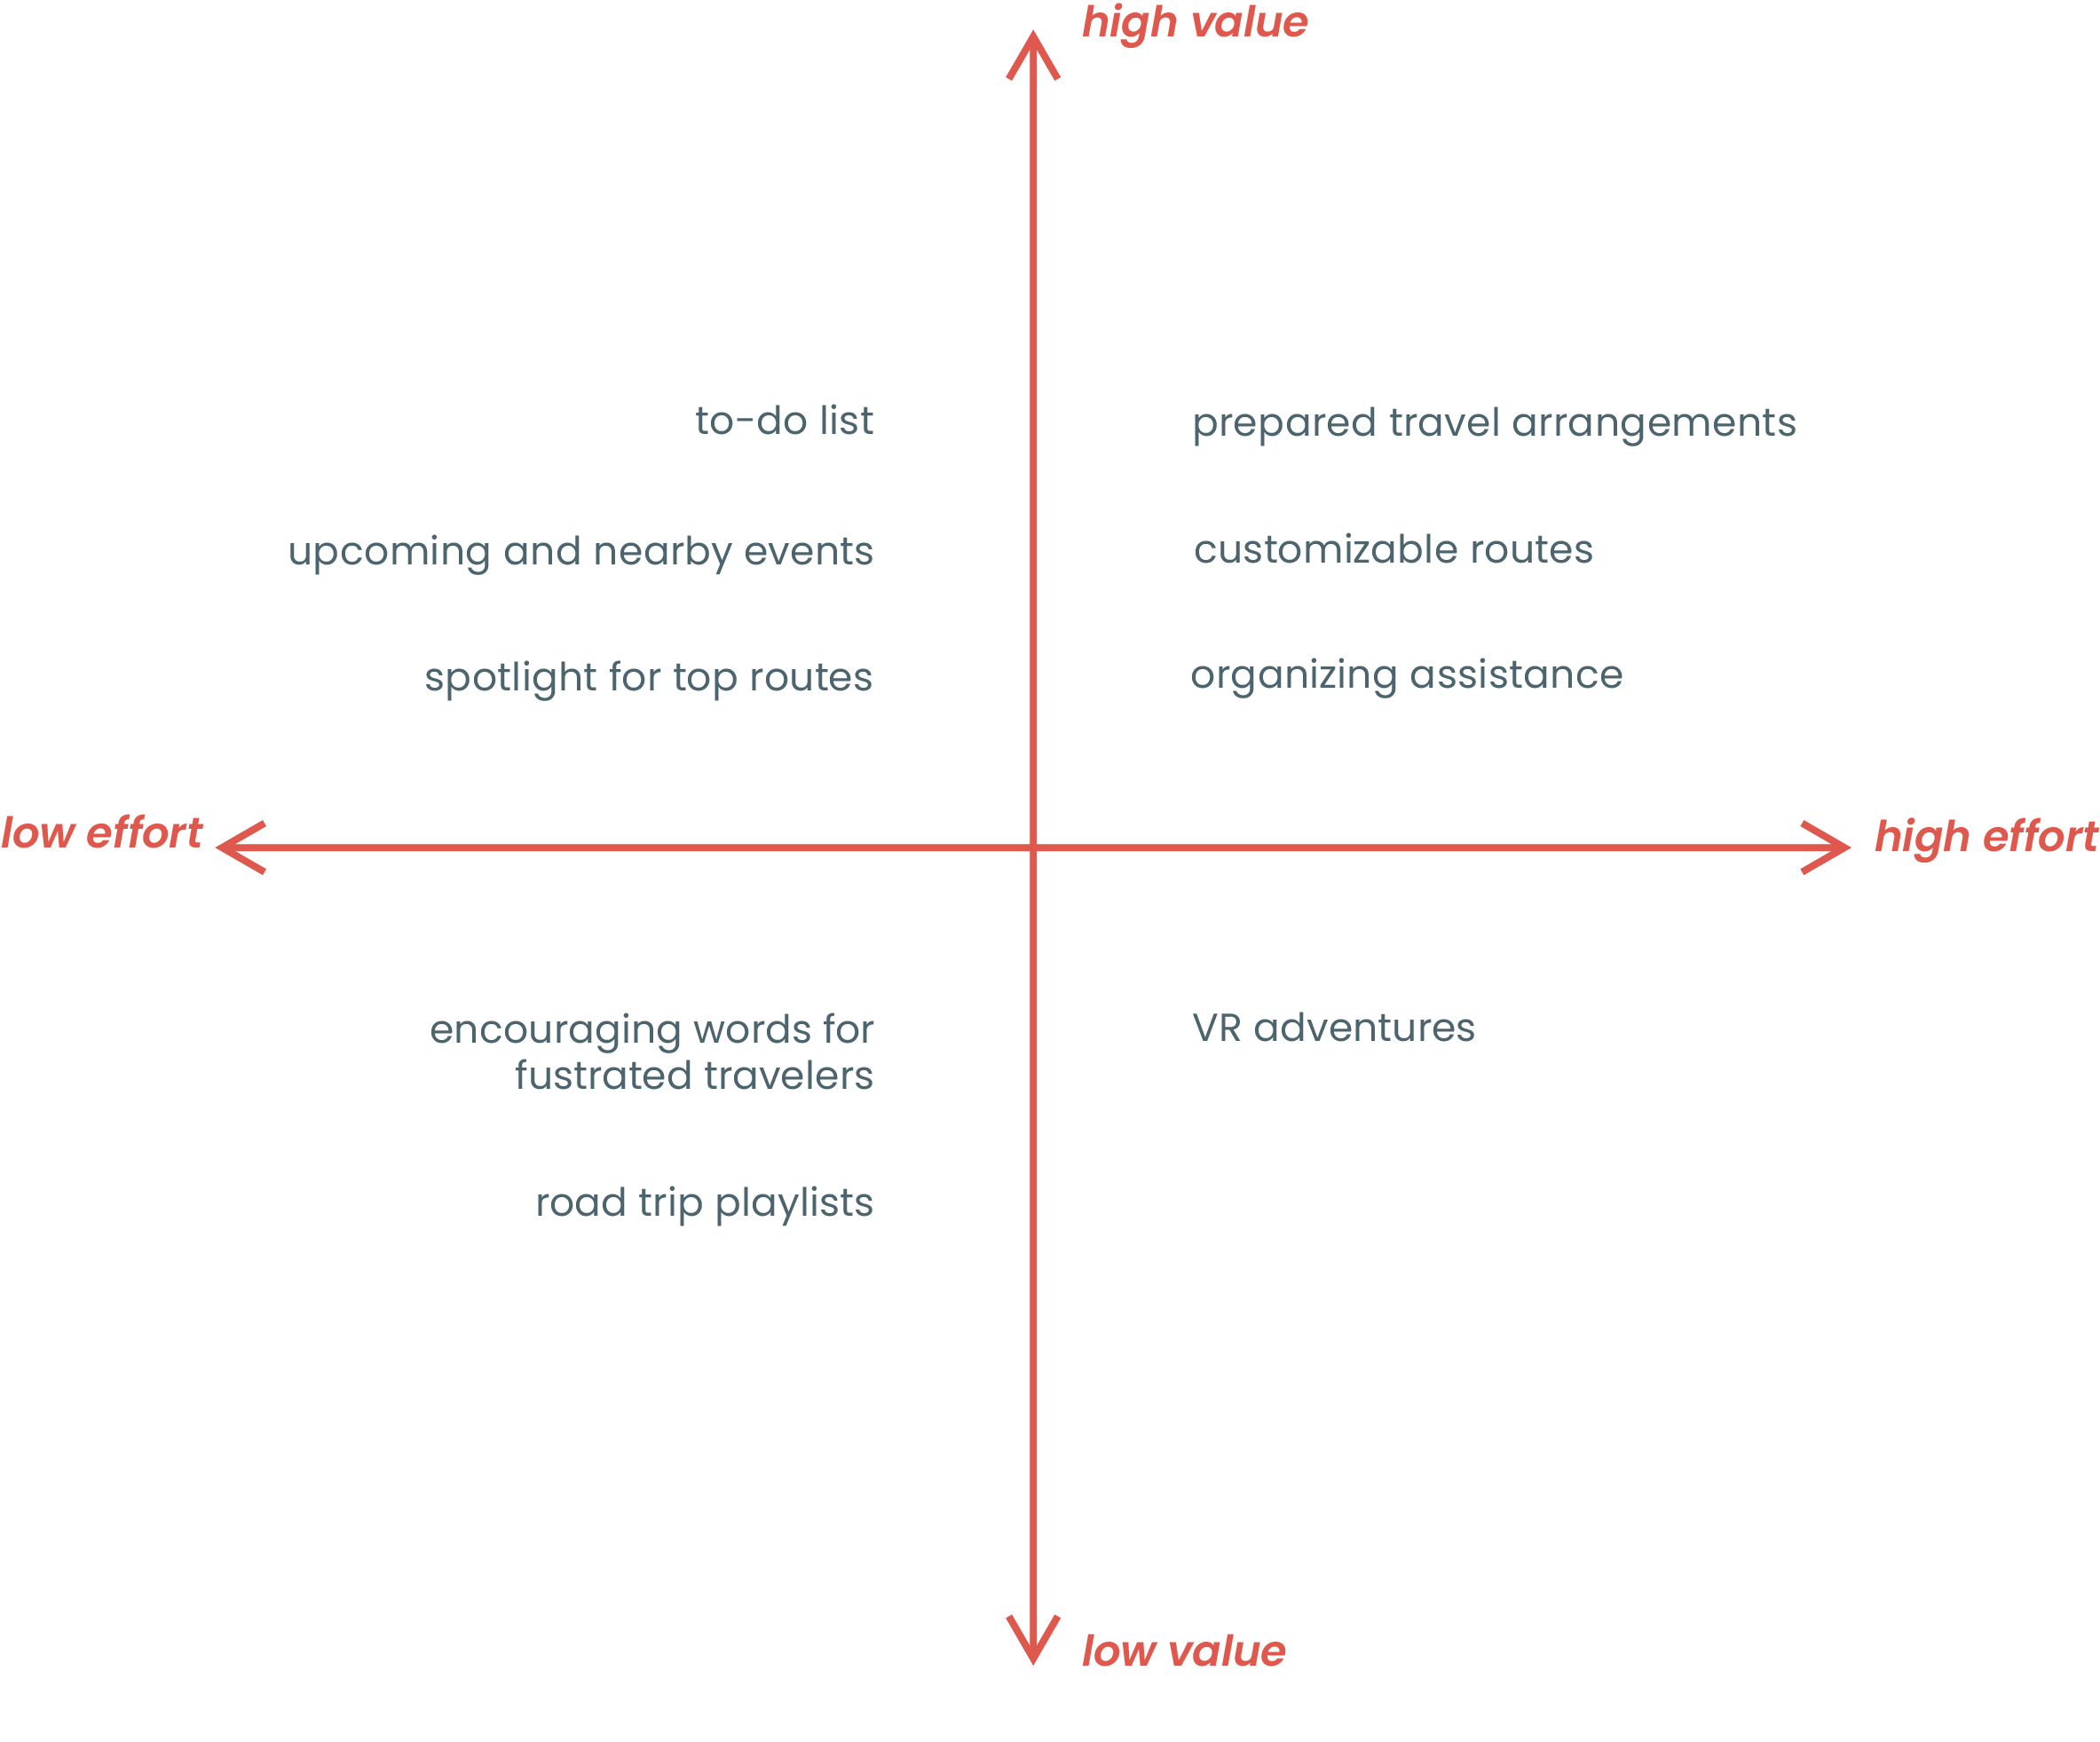 high value
to-do list
prepared travel arrangements
upcoming and nearby events
customizable routes
spotlight for top routes
organizing assistance
low effort
high effort
encouraging words for
fustrated travelers
VR adventures
road trip playlists
low value